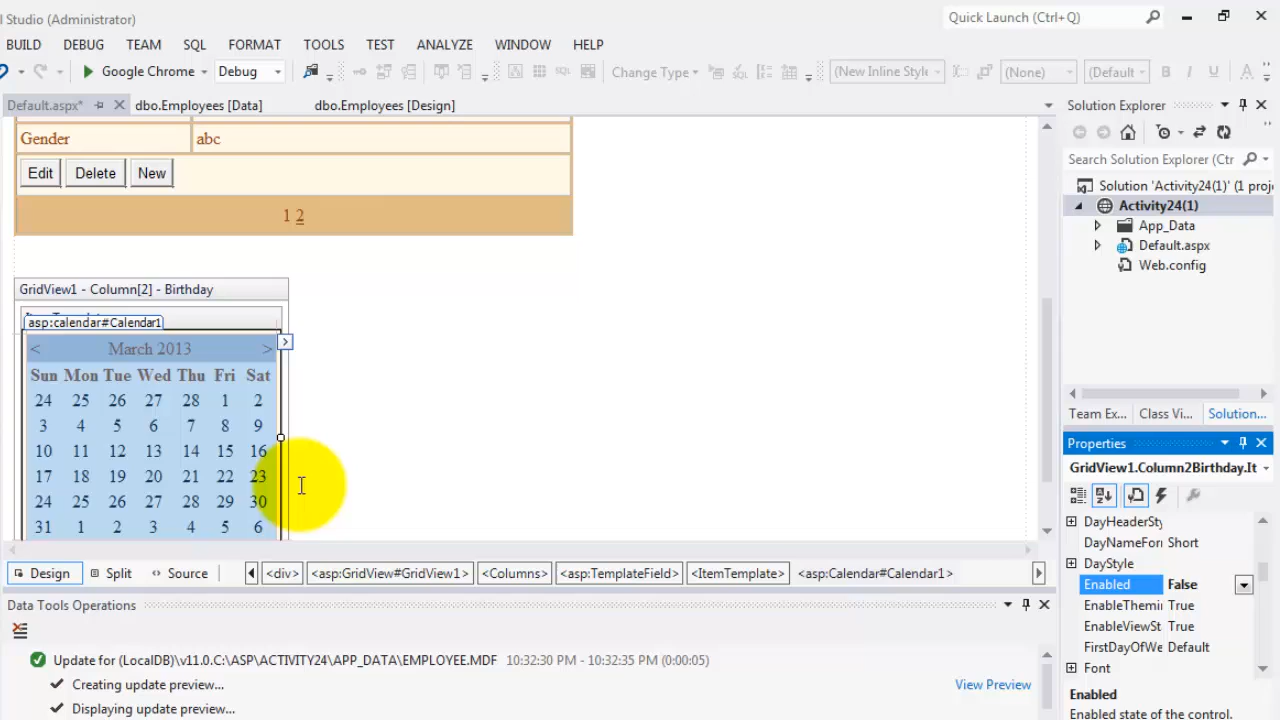 l Studio (Administrator)
Quick Launch (Ctrl+Q)
BUILD DEBUG TEAM SQL FORMAT TOOLS TEST ANALYZE WINDOW HELP
Google Chrome Debug Change Type (New Inline Style (None) (Default B I U A
Default.aspx* dbo.Employees [Data] dbo.Employees [Design]
Solution Explorer
Search Solution Explorer (Ctr
Solution 'Activity24(1)' (1 proje
Activity24(1)
App_Data
Default.aspx
Web.config
Gender abc
Edit Delete New
1 2
GridView1 - Column[2] - Birthday
asp:calendar#Calendar1
< March 2013 >
Sun Mon Tue Wed Thu Fri Sat
24 25 26 27 28 1 2
3 4 5 6 7 8 9
10 11 12 13 14 15 16
17 18 19 20 21 22 23
24 25 26 27 28 29 30
31 1 2 3 4 5 6
Team Ex... Class Vi... Solution...
Properties
GridView1.Column2Birthday.It
DayHeaderSty
DayNameFor Short
DayStyle
Enabled False
EnableThemi True
EnableViewSt True
FirstDayOfWe Default
Font
Enabled
Enabled state of the control.
Design Split Source <div> <asp:GridView#GridView1> <Columns> <asp:TemplateField> <ItemTemplate> <asp:Calendar#Calendar1>
Data Tools Operations
Update for (LocalDB)\v11.0.C:\ASP\ACTIVITY24\APP_DATA\EMPLOYEE.MDF 10:32:30 PM - 10:32:35 PM (0:00:05)
Creating update preview... View Preview
Displaying update preview...